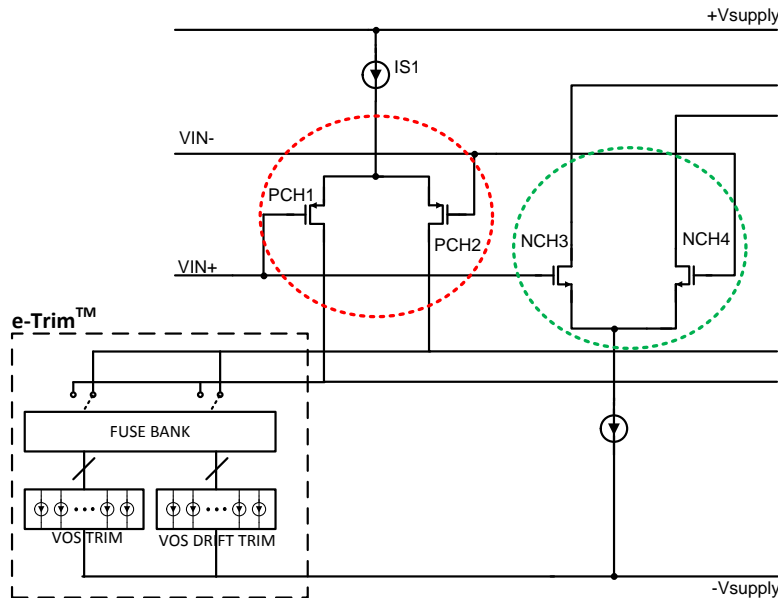 +Vsupply
IS1
VIN-
PCH1
PCH2
NCH3
NCH4
VIN+
e-Trim™
FUSE BANK
VOS TRIM
VOS DRIFT TRIM
-Vsupply